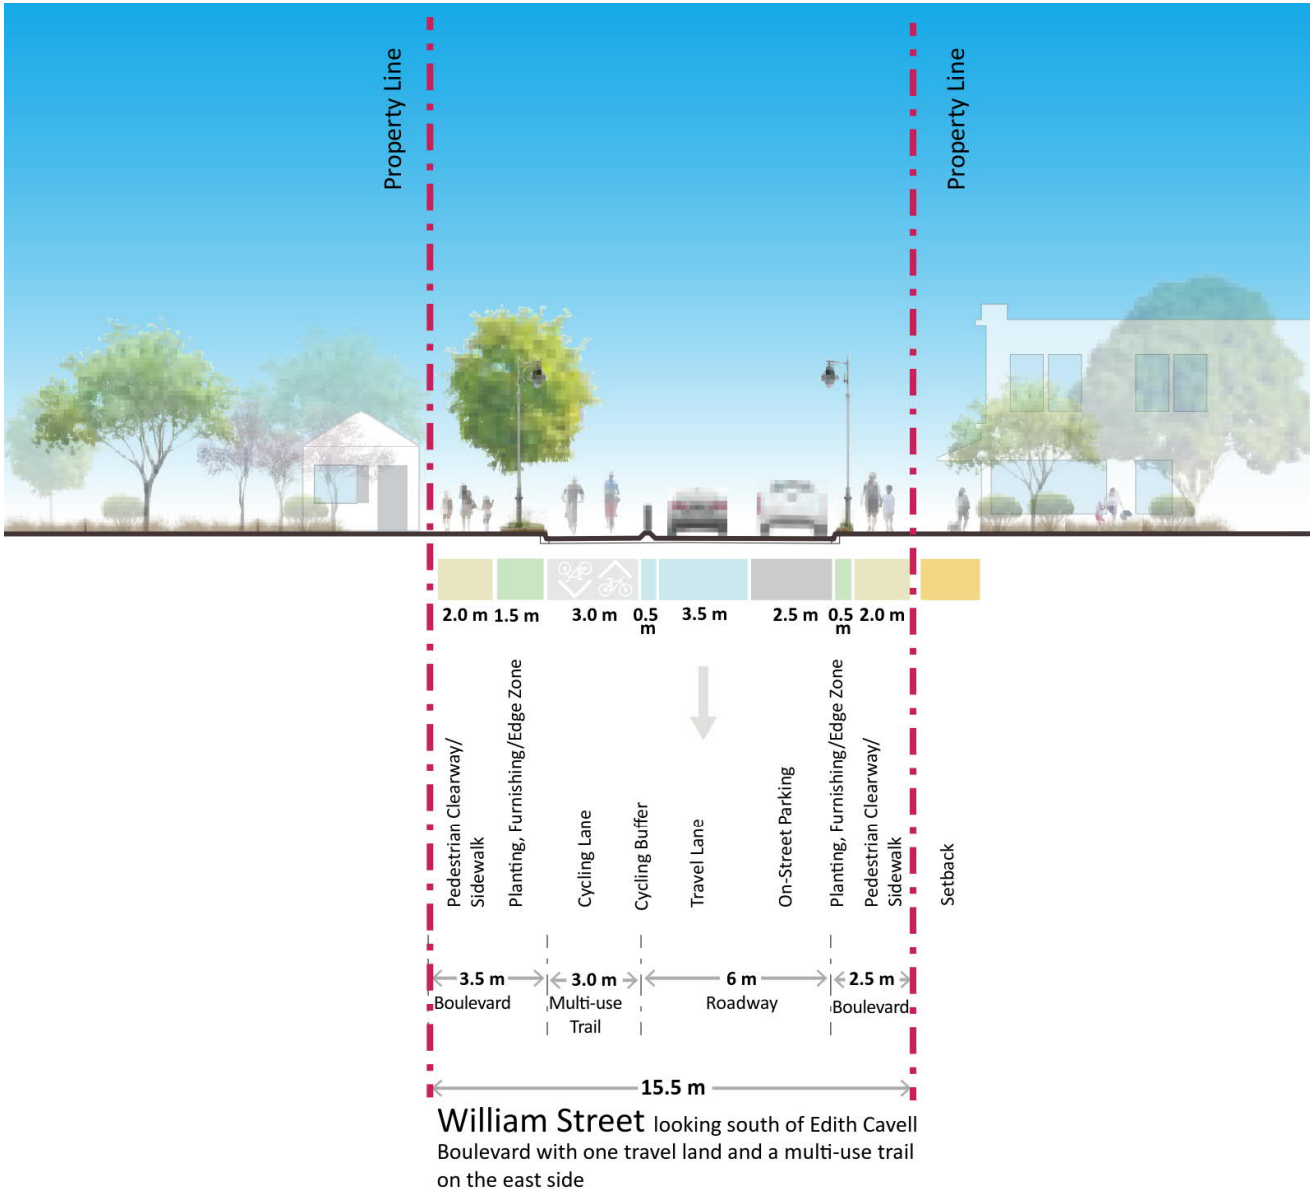 Property Line
Property Line
2.0 m
1.5 m
3.0 m
0.5
m
3.5 m
2.5 m
0.5
m
2.0 m
Pedestrian Clearway/
Sidewalk
Planting, Furnishing/Edge Zone
Cycling Lane
Cycling Buffer
Travel Lane
On-Street Parking
Planting, Furnishing/Edge Zone
Pedestrian Clearway/
Sidewalk
Setback
3.5 m
Boulevard
3.0 m
Multi-use
Trail
6 m
Roadway
2.5 m
Boulevard
15.5 m
William Street looking south of Edith Cavell
Boulevard with one travel land and a multi-use trail
on the east side